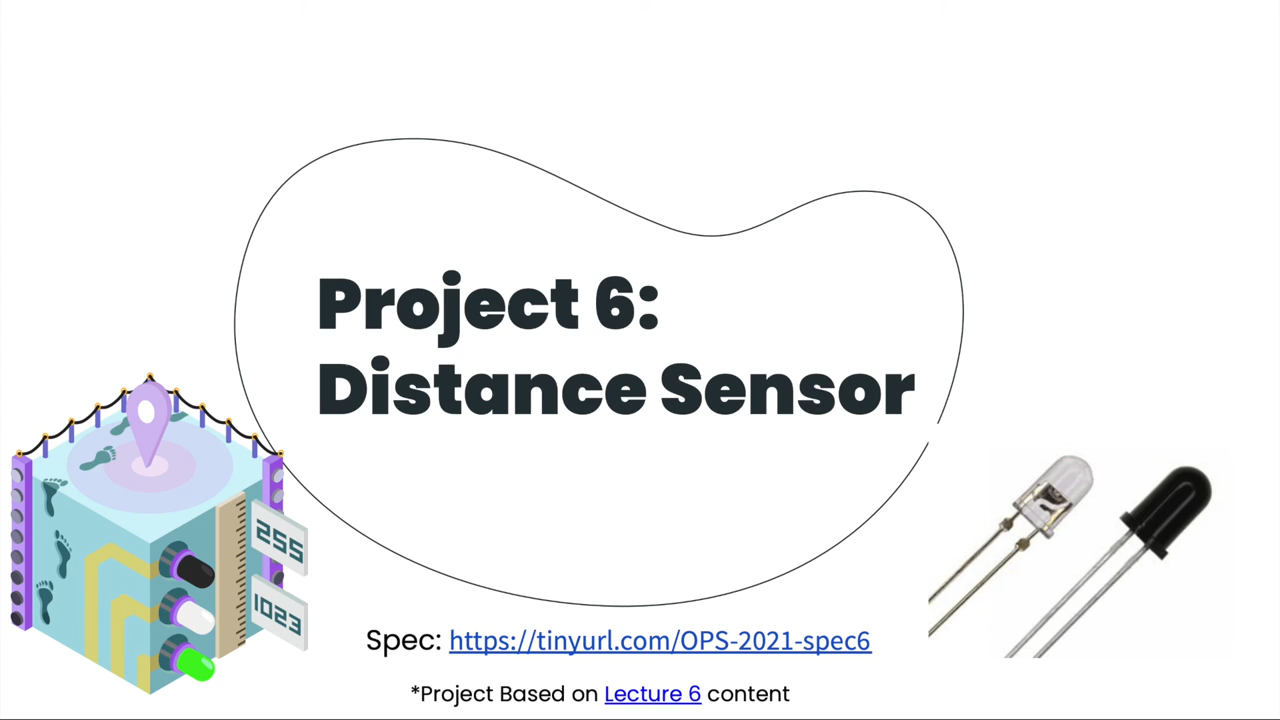 Project 6:
Distance Sensor
255
1023
Spec: https://tinyurl.com/OPS-2021-spec6
*Project Based on Lecture 6 content